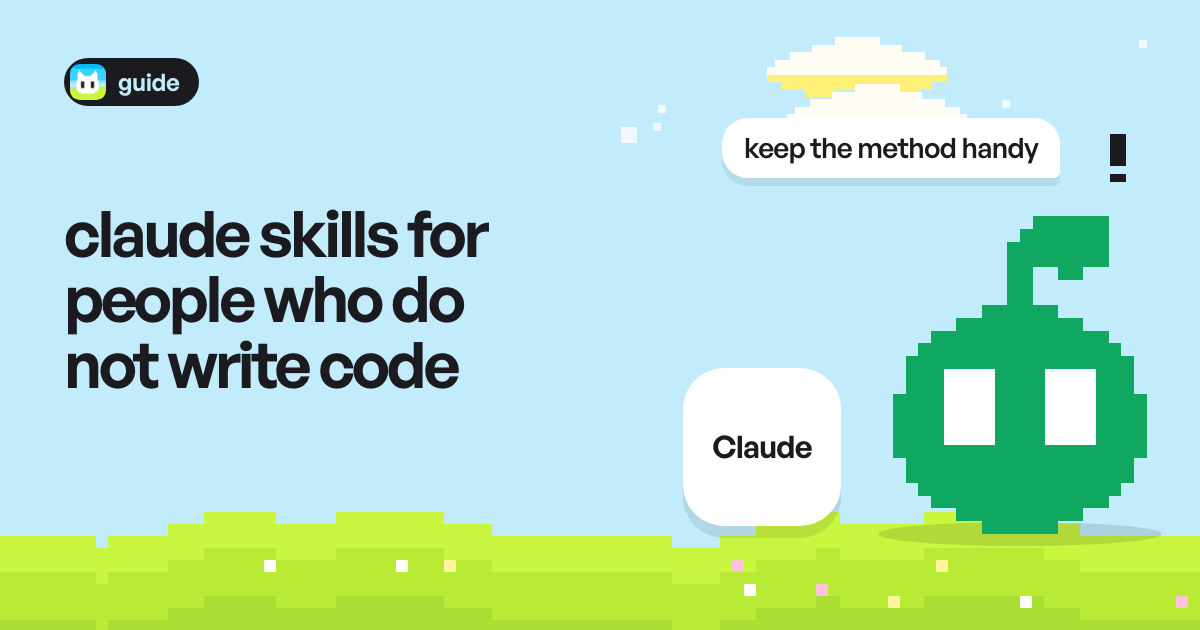 guide
keep the method handy
!
claude skills for
people who do
not write code
Claude